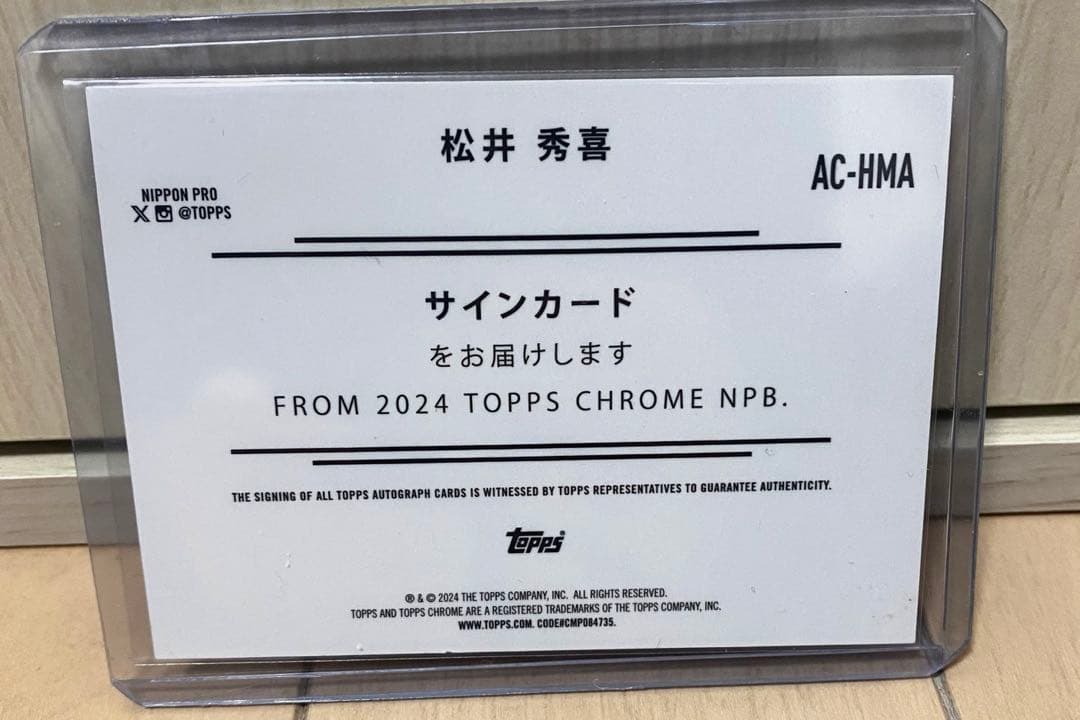 松井 秀喜
AC-HMA
NIPPON PRO
X @TOPPS
サインカード
をお届けします
FROM 2024 TOPPS CHROME NPB.
THE SIGNING OF ALL TOPPS AUTOGRAPH CARDS IS WITNESSED BY TOPPS REPRESENTATIVES TO GUARANTEE AUTHENTICITY.
topps®
® & © 2024 THE TOPPS COMPANY, INC. ALL RIGHTS RESERVED.
TOPPS AND TOPPS CHROME ARE A REGISTERED TRADEMARKS OF THE TOPPS COMPANY, INC.
WWW.TOPPS.COM. CODE#CMP084735.